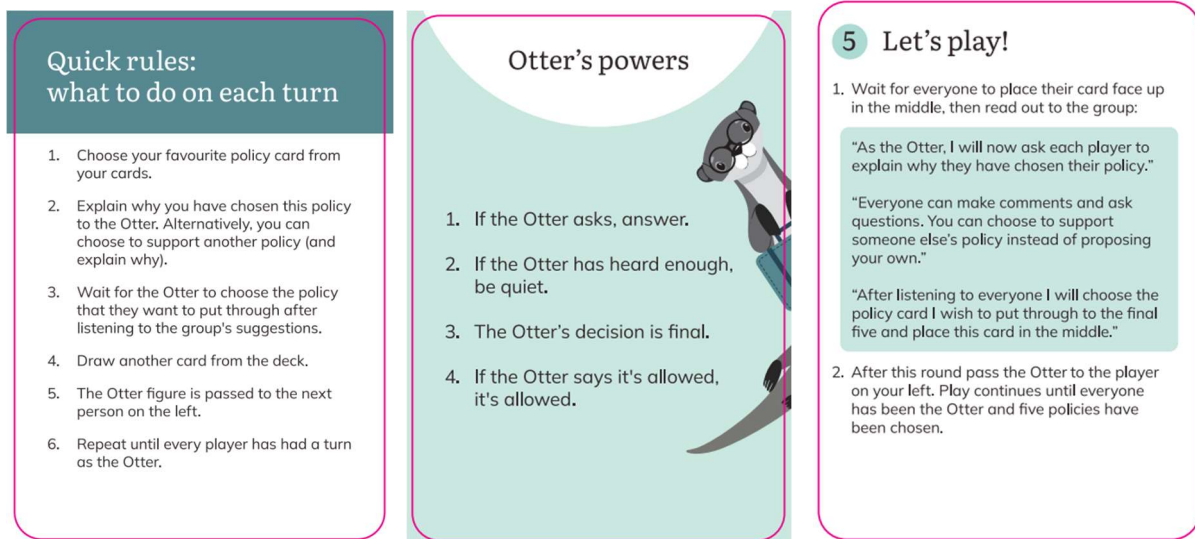 Quick rules:
what to do on each turn
1. Choose your favourite policy card from
your cards.
2. Explain why you have chosen this policy
to the Otter. Alternatively, you can
choose to support another policy (and
explain why).
3. Wait for the Otter to choose the policy
that they want to put through after
listening to the group's suggestions.
4. Draw another card from the deck.
5. The Otter figure is passed to the next
person on the left.
6. Repeat until every player has had a turn
as the Otter.
Otter’s powers
1. If the Otter asks, answer.
2. If the Otter has heard enough,
be quiet.
3. The Otter’s decision is final.
4. If the Otter says it's allowed,
it's allowed.
5 Let’s play!
1. Wait for everyone to place their card face up
in the middle, then read out to the group:
“As the Otter, I will now ask each player to
explain why they have chosen their policy.”
“Everyone can make comments and ask
questions. You can choose to support
someone else’s policy instead of proposing
your own.”
“After listening to everyone I will choose the
policy card I wish to put through to the final
five and place this card in the middle.”
2. After this round pass the Otter to the player
on your left. Play continues until everyone
has been the Otter and five policies have
been chosen.